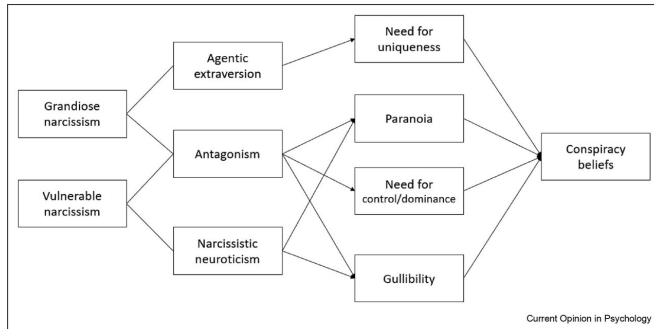 Grandiose
narcissism
Vulnerable
narcissism
Agentic
extraversion
Antagonism
Narcissistic
neuroticism
Need for
uniqueness
Paranoia
Need for
control/dominance
Gullibility
Conspiracy
beliefs
Current Opinion in Psychology